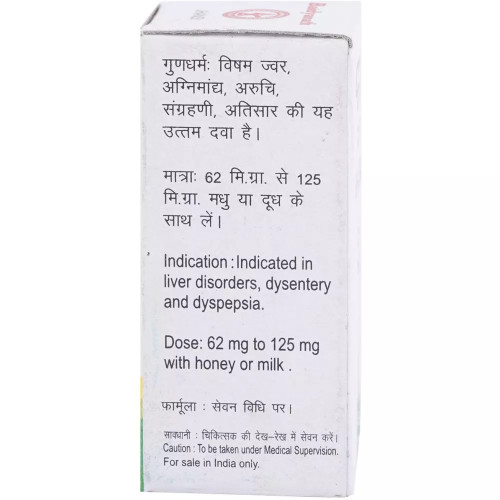 Baidyanath
गुणधर्मः विषम ज्वर,
अग्निमांद्य, अरुचि,
संग्रहणी, अतिसार की यह
उत्तम दवा है।
मात्राः 62 मि.ग्रा. से 125
मि.ग्रा. मधु या दूध के
साथ लें।
Indication : Indicated in
liver disorders, dysentery
and dyspepsia.
Dose: 62 mg to 125 mg
with honey or milk .
फार्मूला : सेवन विधि पर।
सावधानी : चिकित्सक की देख–रेख में सेवन करें।
Caution : To be taken under Medical Supervision.
For sale in India only.